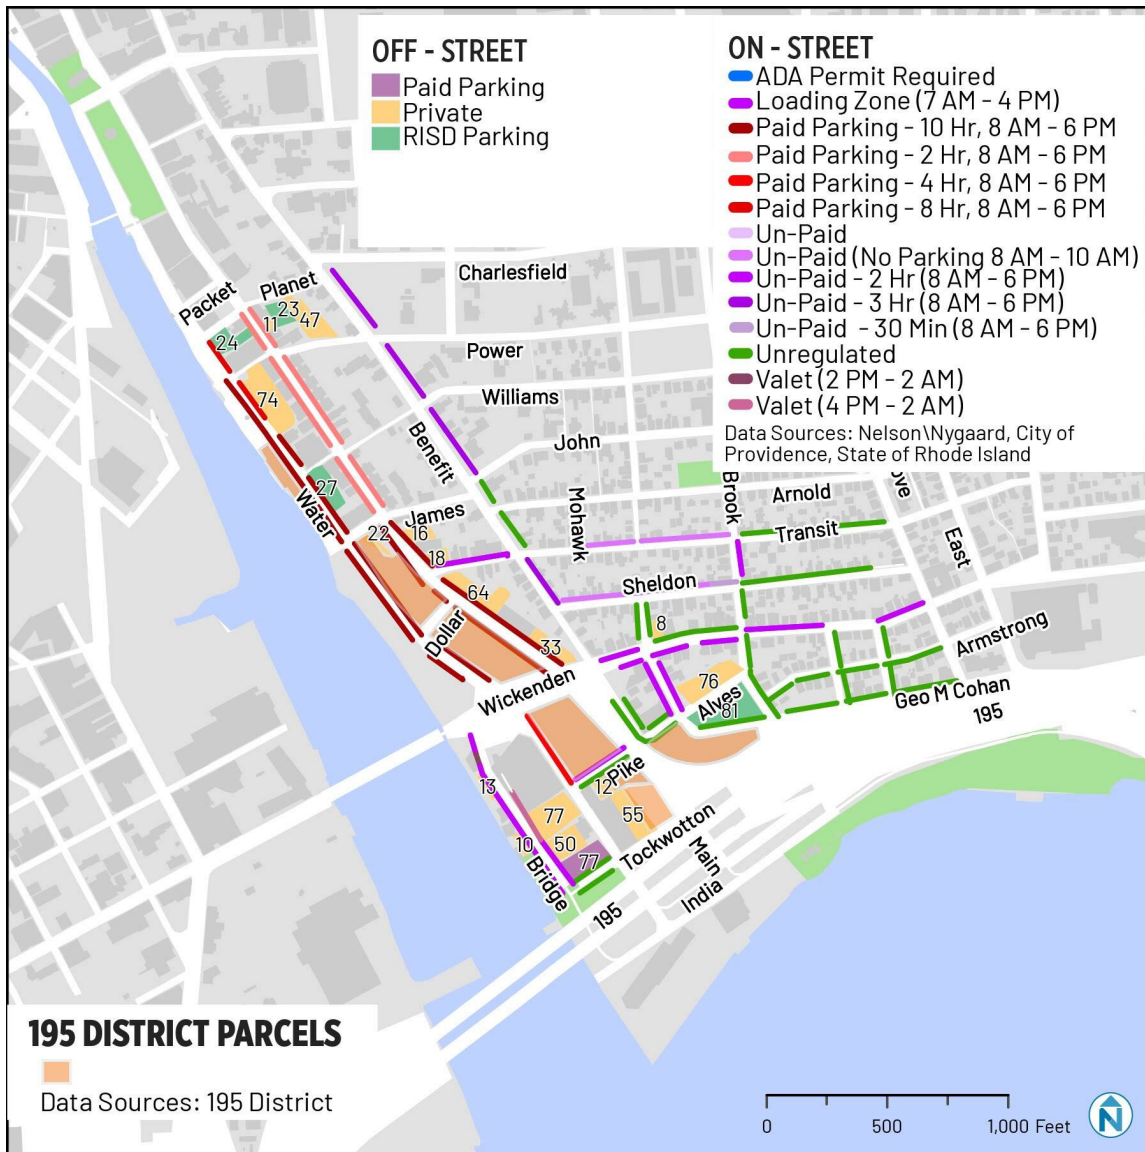 OFF - STREET
Paid Parking
Private
RISD Parking
ON - STREET
ADA Permit Required
Loading Zone (7 AM - 4 PM)
Paid Parking - 10 Hr, 8 AM - 6 PM
Paid Parking - 2 Hr, 8 AM - 6 PM
Paid Parking - 4 Hr, 8 AM - 6 PM
Paid Parking - 8 Hr, 8 AM - 6 PM
Un-Paid
Un-Paid (No Parking 8 AM - 10 AM)
Un-Paid - 2 Hr (8 AM - 6 PM)
Un-Paid - 3 Hr (8 AM - 6 PM)
Un-Paid - 30 Min (8 AM - 6 PM)
Unregulated
Valet (2 PM - 2 AM)
Valet (4 PM - 2 AM)
Data Sources: Nelson\Nygaard, City of
Providence, State of Rhode Island
Charlesfield
Planet
Packet
23
47
11
24
Power
Williams
74
Benefit
John
27
Water
James
Mohawk
Brook
Arnold
ove
Transit
East
22
16
18
Sheldon
64
8
Dollar
33
Armstrong
Wickenden
76
Alves
81
Geo M Cohan
195
Pike
12
13
77
55
10
50
77
Bridge
Tockwotton
Main
India
195
195 DISTRICT PARCELS
Data Sources: 195 District
0
500
1,000 Feet
N